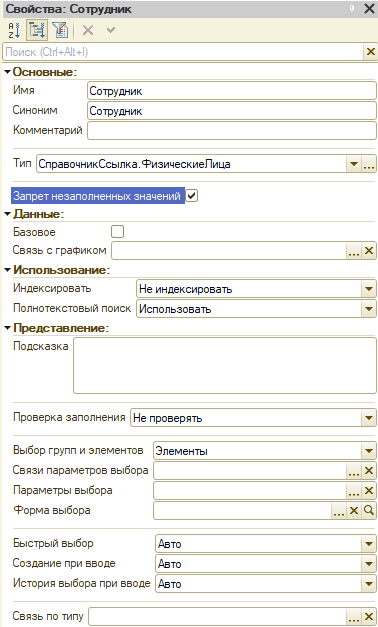 Свойства: Сотрудник
Поиск (Ctrl+Alt+I)
Основные:
Имя Сотрудник
Синоним Сотрудник
Комментарий
Тип СправочникСсылка.ФизическиеЛица
Запрет незаполненных значений
Данные:
Базовое
Связь с графиком
Использование:
Индексировать Не индексировать
Полнотекстовый поиск Использовать
Представление:
Подсказка
Проверка заполнения Не проверять
Выбор групп и элементов Элементы
Связи параметров выбора
Параметры выбора
Форма выбора
Быстрый выбор Авто
Создание при вводе Авто
История выбора при вводе Авто
Связь по типу